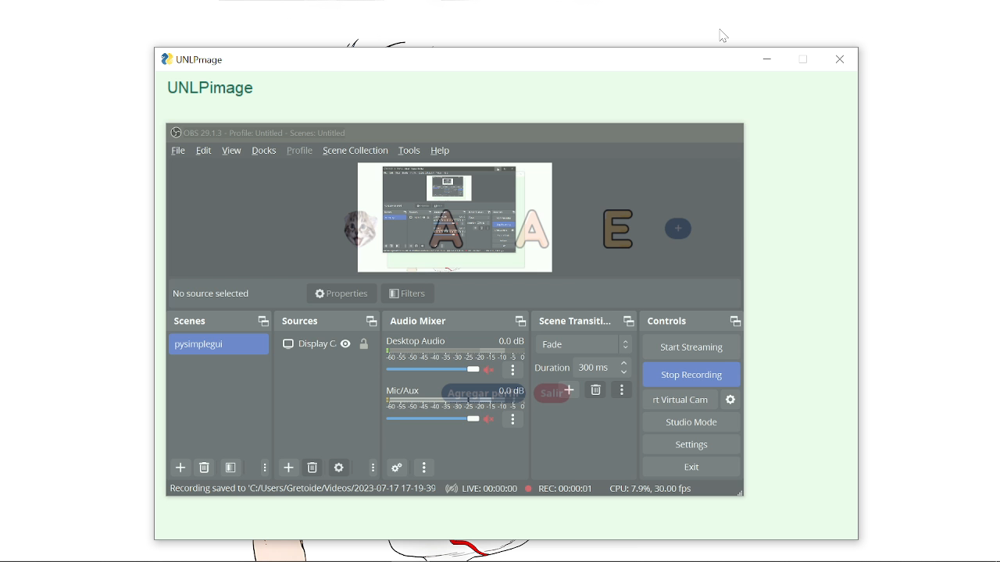 UNLPmage
UNLPimage
OBS 29.1.3 - Profile: Untitled - Scenes: Untitled
File Edit View Docks Profile Scene Collection Tools Help
A A E +
No source selected Properties Filters
Scenes Sources Audio Mixer Scene Transiti... Controls
pysimplegui
Display C
Desktop Audio 0.0 dB
-60 -55 -50 -45 -40 -35 -30 -25 -20 -15 -10 -5 0
Mic/Aux 0.0 dB
-60 -55 -50 -45 -40 -35 -30 -25 -20 -15 -10 -5 0
Fade
Duration 300 ms
Agregar Salir
Start Streaming
Stop Recording
rt Virtual Cam
Studio Mode
Settings
Exit
Recording saved to 'C:/Users/Gretoide/Videos/2023-07-17 17-19-39 LIVE: 00:00:00 REC: 00:00:01 CPU: 7.9%, 30.00 fps